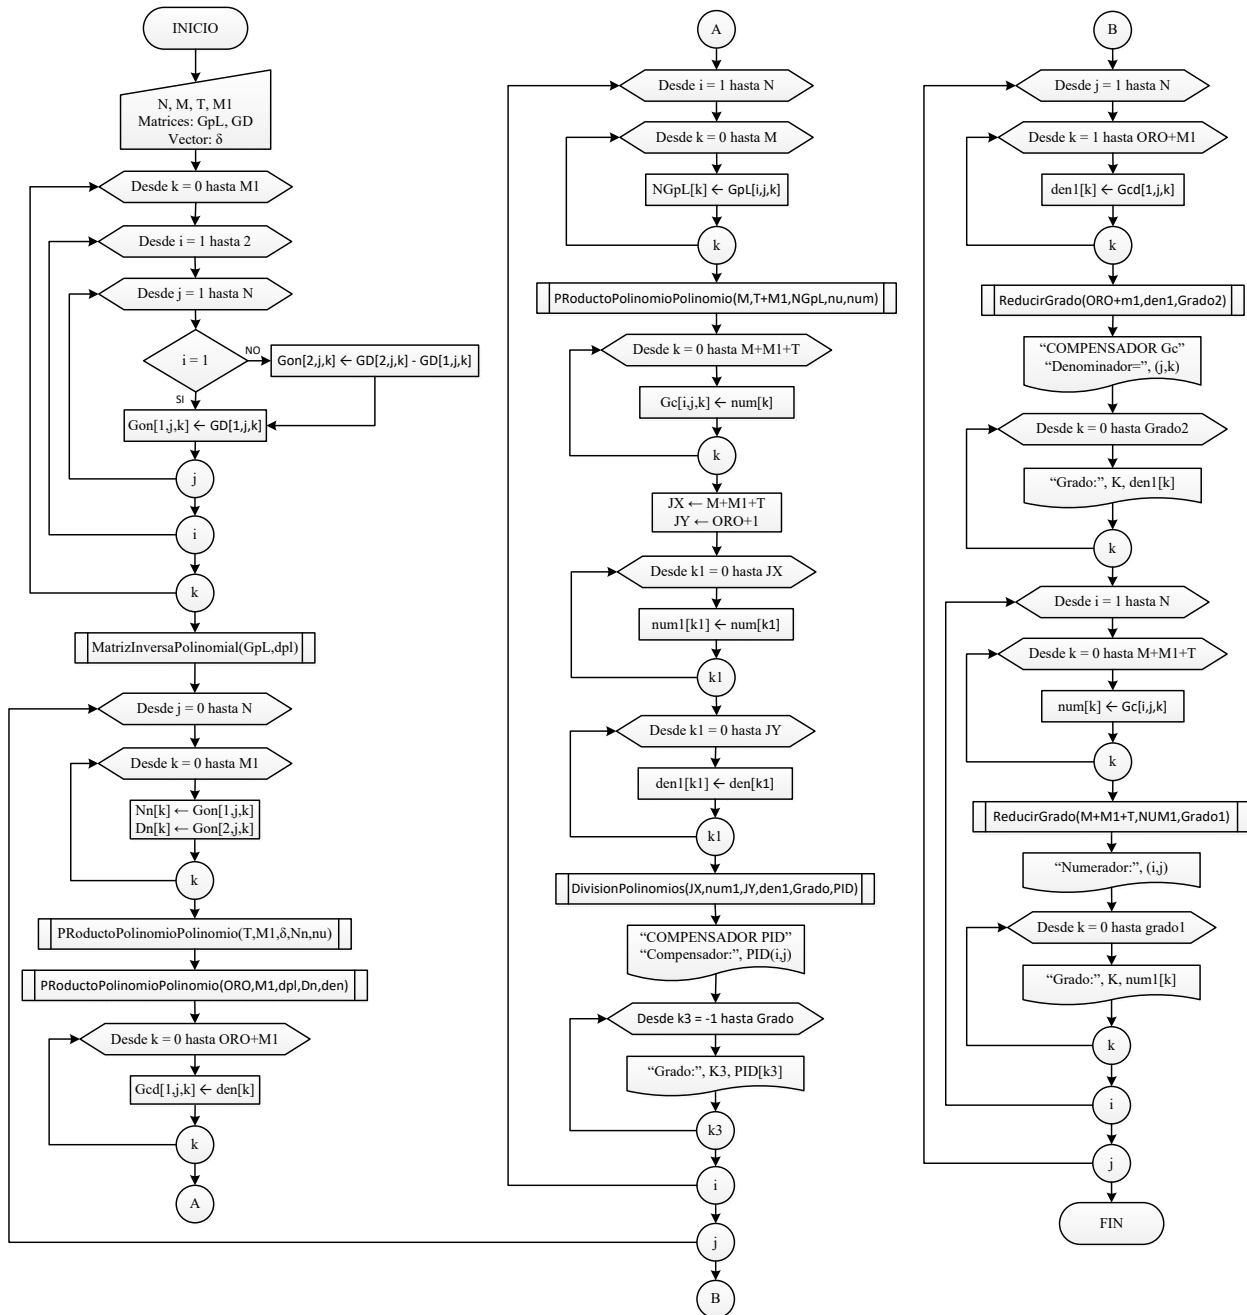 INICIO
N, M, T, M1
Matrices: GpL, GD
Vector: δ
Desde k = 0 hasta M1
Desde i = 1 hasta 2
Desde j = 1 hasta N
i = 1
NO
Gon[2,j,k] ← GD[2,j,k] - GD[1,j,k]
SI
Gon[1,j,k] ← GD[1,j,k]
j
i
k
MatrizInversaPolinomial(GpL,dpl)
Desde j = 0 hasta N
Desde k = 0 hasta M1
Nn[k] ← Gon[1,j,k]
Dn[k] ← Gon[2,j,k]
k
PRoductoPolinomioPolinomio(T,M1,δ,Nn,nu)
PRoductoPolinomioPolinomio(ORO,M1,dpl,Dn,den)
Desde k = 0 hasta ORO+M1
Gcd[1,j,k] ← den[k]
k
A
A
Desde i = 1 hasta N
Desde k = 0 hasta M
NGpL[k] ← GpL[i,j,k]
k
PRoductoPolinomioPolinomio(M,T+M1,NGpL,nu,num)
Desde k = 0 hasta M+M1+T
Gc[i,j,k] ← num[k]
k
JX ← M+M1+T
JY ← ORO+1
Desde k1 = 0 hasta JX
num1[k1] ← num[k1]
k1
Desde k1 = 0 hasta JY
den1[k1] ← den[k1]
k1
DivisionPolinomios(JX,num1,JY,den1,Grado,PID)
“COMPENSADOR PID”
“Compensador:”, PID(i,j)
Desde k3 = -1 hasta Grado
“Grado:”, K3, PID[k3]
k3
i
j
B
B
Desde j = 1 hasta N
Desde k = 1 hasta ORO+M1
den1[k] ← Gcd[1,j,k]
k
ReducirGrado(ORO+m1,den1,Grado2)
“COMPENSADOR Gc”
“Denominador=”, (j,k)
Desde k = 0 hasta Grado2
“Grado:”, K, den1[k]
k
Desde i = 1 hasta N
Desde k = 0 hasta M+M1+T
num[k] ← Gc[i,j,k]
k
ReducirGrado(M+M1+T,NUM1,Grado1)
“Numerador:”, (i,j)
Desde k = 0 hasta grado1
“Grado:”, K, num1[k]
k
i
j
FIN